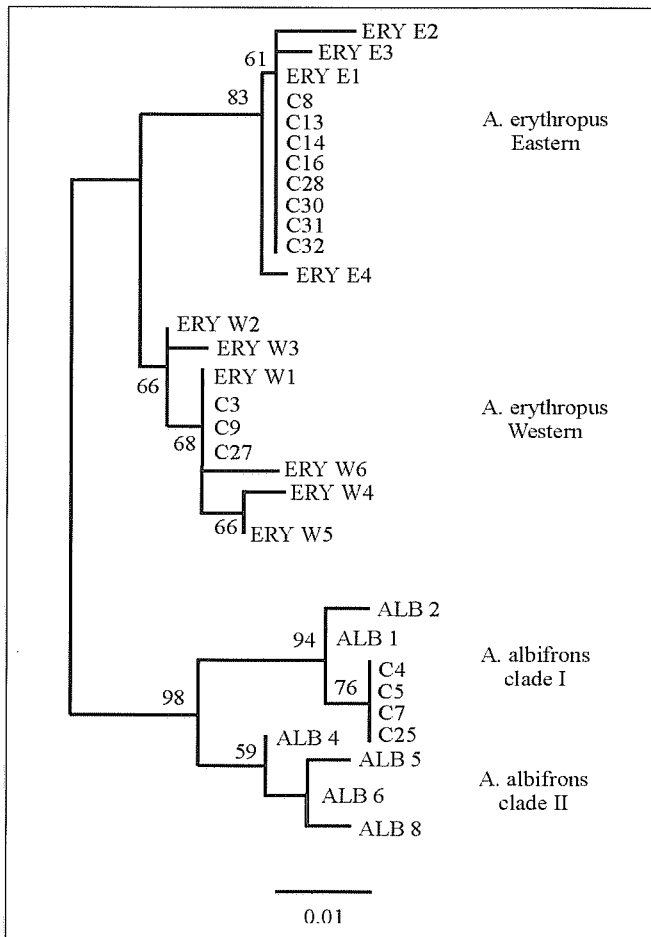 ERY E2
ERY E3
61
ERY E1
83
C8
C13
C14
C16
C28
C30
C31
C32
ERY E4
A. erythropus
Eastern
ERY W2
ERY W3
66
ERY W1
C3
C9
68
C27
ERY W6
ERY W4
66
ERY W5
A. erythropus
Western
ALB 2
94
ALB 1
C4
76
C5
C7
C25
A. albifrons
clade I
98
ALB 4
59
ALB 5
ALB 6
ALB 8
A. albifrons
clade II
0.01